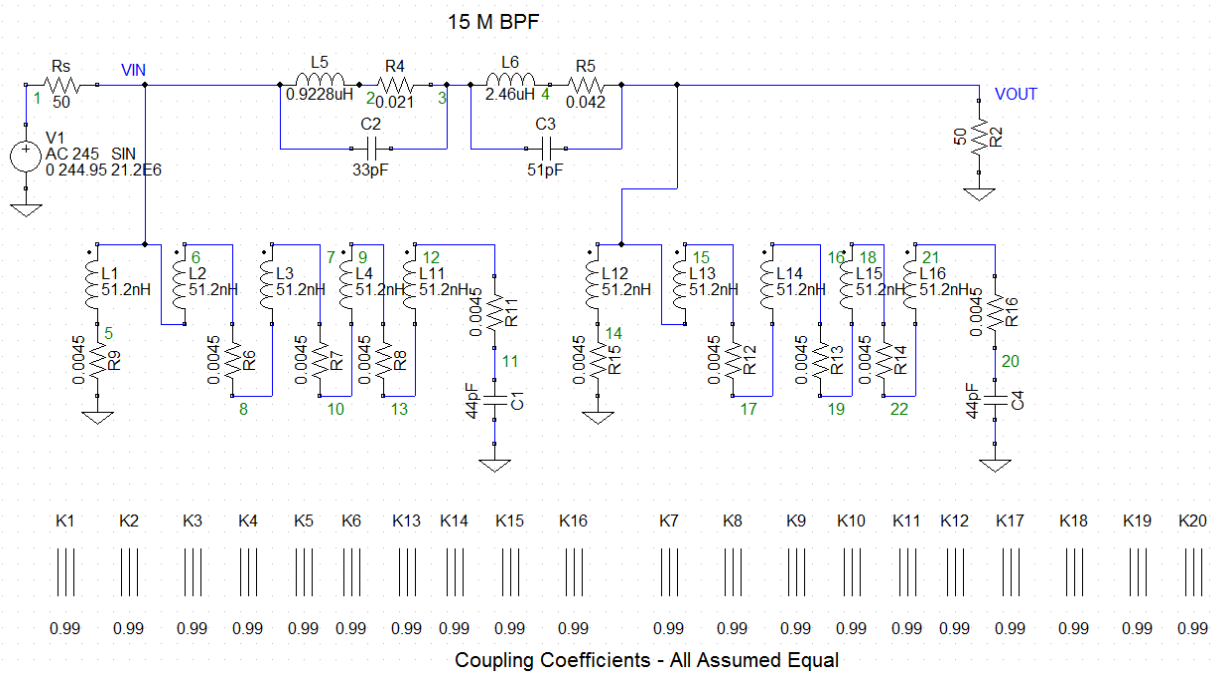 15 M BPF
Rs
50
1
VIN
V1
AC 245 SIN
0 244.95 21.2E6
L5
0.9228uH
2
R4
0.021
3
C2
33pF
L6
2.46uH
4
R5
0.042
C3
51pF
VOUT
50
R2
L1
51.2nH
5
0.0045
R9
6
L2
51.2nH
0.0045
R6
8
L3
51.2nH
7
0.0045
R7
10
9
L4
51.2nH
0.0045
R8
13
12
L11
51.2nH
0.0045
R11
11
44pF
C1
L12
51.2nH
14
0.0045
R15
15
L13
51.2nH
0.0045
R12
17
L14
51.2nH
16
0.0045
R13
19
18
L15
51.2nH
0.0045
R14
22
21
L16
51.2nH
0.0045
R16
20
44pF
C4
K1 K2 K3 K4 K5 K6 K13 K14 K15 K16 K7 K8 K9 K10 K11 K12 K17 K18 K19 K20
0.99 0.99 0.99 0.99 0.99 0.99 0.99 0.99 0.99 0.99 0.99 0.99 0.99 0.99 0.99 0.99 0.99 0.99 0.99 0.99
Coupling Coefficients - All Assumed Equal